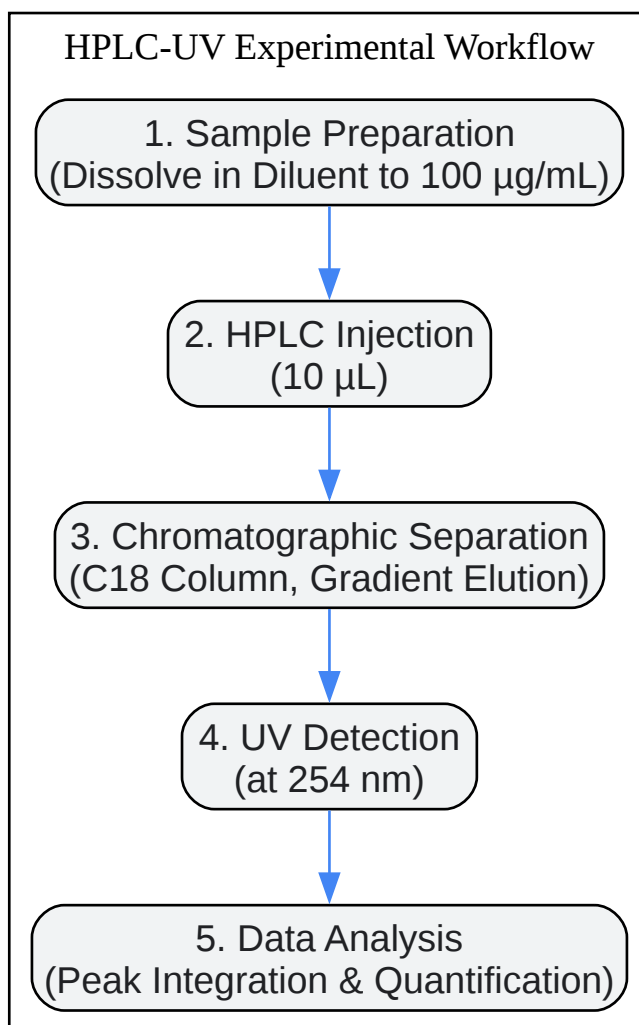 HPLC-UV Experimental Workflow
1. Sample Preparation
(Dissolve in Diluent to 100 µg/mL)
2. HPLC Injection
(10 µL)
3. Chromatographic Separation
(C18 Column, Gradient Elution)
4. UV Detection
(at 254 nm)
5. Data Analysis
(Peak Integration & Quantification)